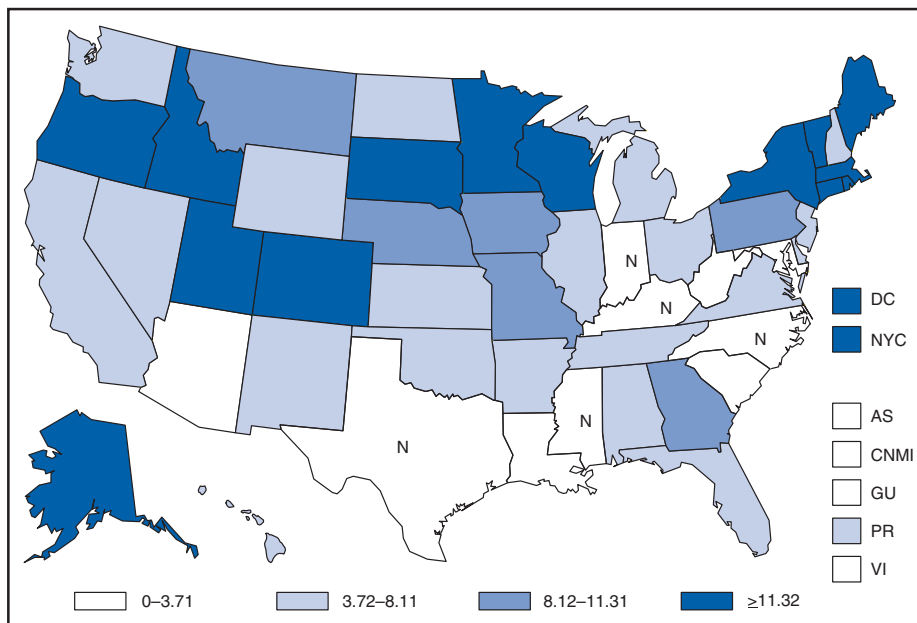 DC
NYC
N
N
N
N
N
AS
CNMI
GU
PR
VI
0–3.71
3.72–8.11
8.12–11.31
≥11.32